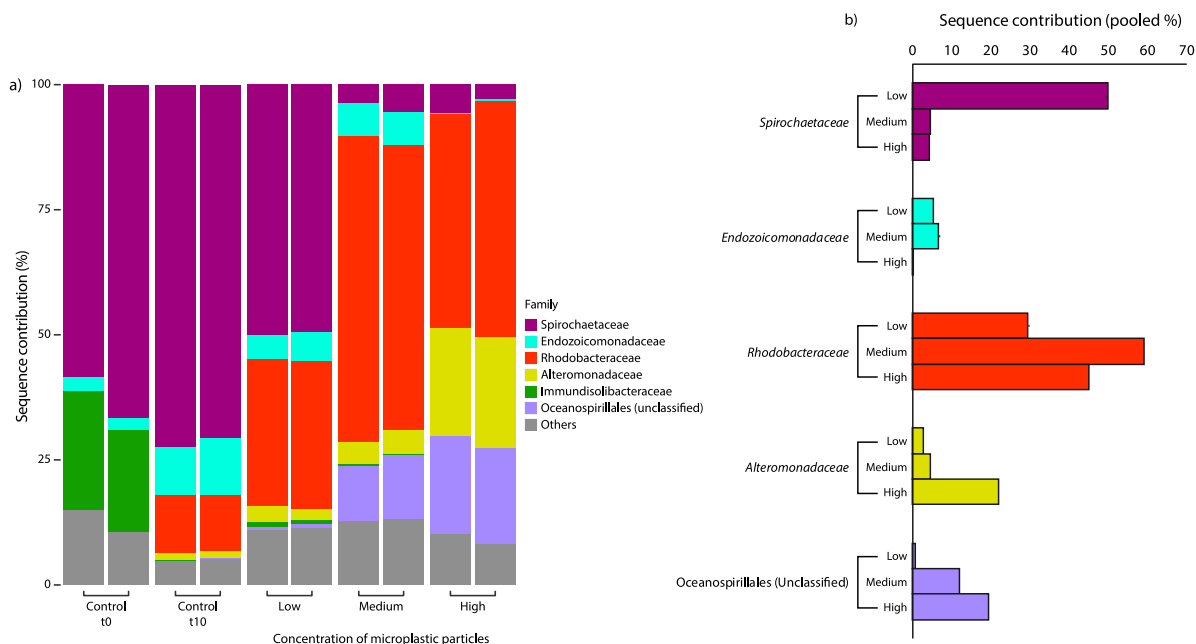 a)
Sequence contribution (%)
100
75
50
25
0
Control
t0
Control
t10
Low
Medium
High
Concentration of microplastic particles
Family
Spirochaetaceae
Endozoicomonadaceae
Rhodobacteraceae
Alteromonadaceae
Immundisolibacteraceae
Oceanospirillales (unclassified)
Others
b)
Sequence contribution (pooled %)
0 10 20 30 40 50 60 70
Spirochaetaceae
Low
Medium
High
Endozoicomonadaceae
Low
Medium
High
Rhodobacteraceae
Low
Medium
High
Alteromonadaceae
Low
Medium
High
Oceanospirillales (Unclassified)
Low
Medium
High